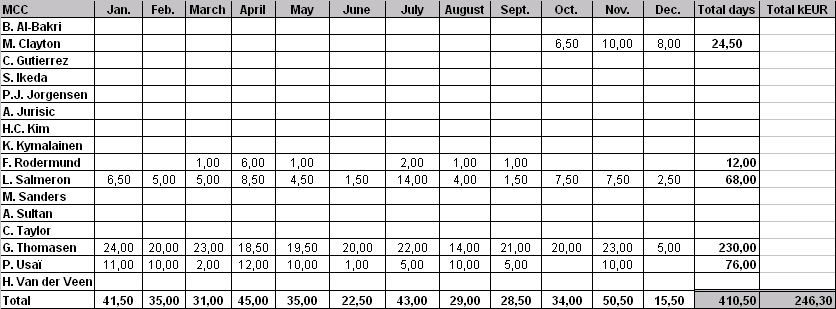 MCC Jan. Feb. March April May June July August Sept. Oct. Nov. Dec. Total days Total kEUR
B. Al-Bakri
M. Clayton 6,50 10,00 8,00 24,50
C. Gutierrez
S. Ikeda
P.J. Jorgensen
A. Jurisic
H.C. Kim
K. Kymalainen
F. Rodermund 1,00 6,00 1,00 2,00 1,00 1,00 12,00
L. Salmeron 6,50 5,00 5,00 8,50 4,50 1,50 14,00 4,00 1,50 7,50 7,50 2,50 68,00
M. Sanders
A. Sultan
C. Taylor
G. Thomasen 24,00 20,00 23,00 18,50 19,50 20,00 22,00 14,00 21,00 20,00 23,00 5,00 230,00
P. Usaï 11,00 10,00 2,00 12,00 10,00 1,00 5,00 10,00 5,00 10,00 76,00
H. Van der Veen
Total 41,50 35,00 31,00 45,00 35,00 22,50 43,00 29,00 28,50 34,00 50,50 15,50 410,50 246,30